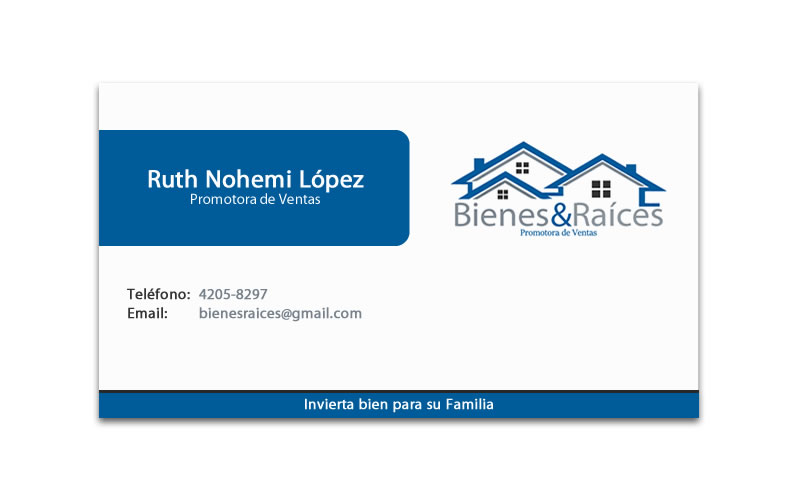 Ruth Nohemi López
Promotora de Ventas
Bienes&Raíces
Promotora de Ventas
Teléfono: 4205-8297
Email: bienesraices@gmail.com
Invierta bien para su Familia